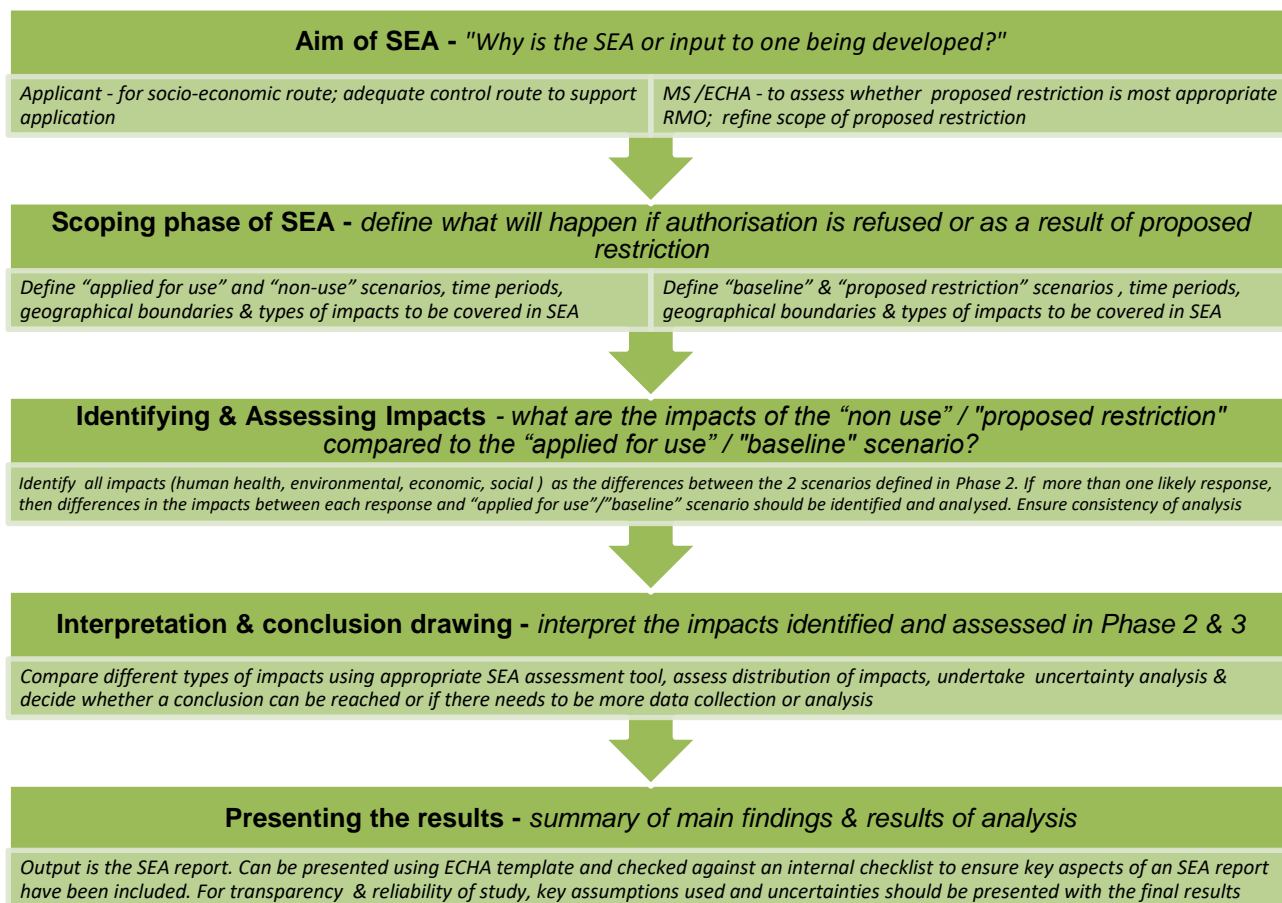 Aim of SEA - "Why is the SEA or input to one being developed?"
Applicant - for socio-economic route; adequate control route to support
application
MS /ECHA - to assess whether proposed restriction is most appropriate
RMO; refine scope of proposed restriction
Scoping phase of SEA - define what will happen if authorisation is refused or as a result of proposed
restriction
Define “applied for use” and “non-use” scenarios, time periods,
geographical boundaries & types of impacts to be covered in SEA
Define “baseline” & “proposed restriction” scenarios , time periods,
geographical boundaries & types of impacts to be covered in SEA
Identifying & Assessing Impacts - what are the impacts of the “non use” / "proposed restriction"
compared to the “applied for use” / "baseline" scenario?
Identify all impacts (human health, environmental, economic, social ) as the differences between the 2 scenarios defined in Phase 2. If more than one likely response,
then differences in the impacts between each response and “applied for use”/”baseline” scenario should be identified and analysed. Ensure consistency of analysis
Interpretation & conclusion drawing - interpret the impacts identified and assessed in Phase 2 & 3
Compare different types of impacts using appropriate SEA assessment tool, assess distribution of impacts, undertake uncertainty analysis &
decide whether a conclusion can be reached or if there needs to be more data collection or analysis
Presenting the results - summary of main findings & results of analysis
Output is the SEA report. Can be presented using ECHA template and checked against an internal checklist to ensure key aspects of an SEA report
have been included. For transparency & reliability of study, key assumptions used and uncertainties should be presented with the final results